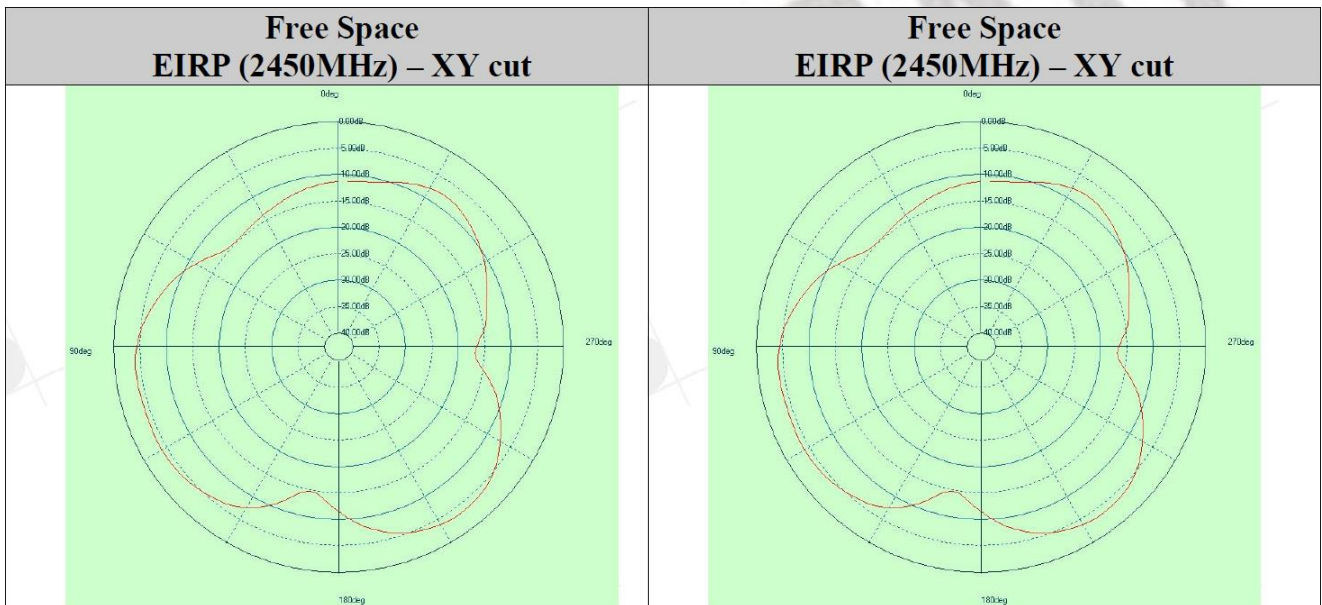 Free Space
EIRP (2450MHz) – XY cut
Free Space
EIRP (2450MHz) – XY cut
0deg
0.00dB
5.00dB
10.00dB
15.00dB
20.00dB
25.00dB
30.00dB
35.00dB
40.00dB
90deg
270deg
180deg
0deg
0.00dB
5.00dB
10.00dB
15.00dB
20.00dB
25.00dB
30.00dB
35.00dB
40.00dB
90deg
270deg
180deg